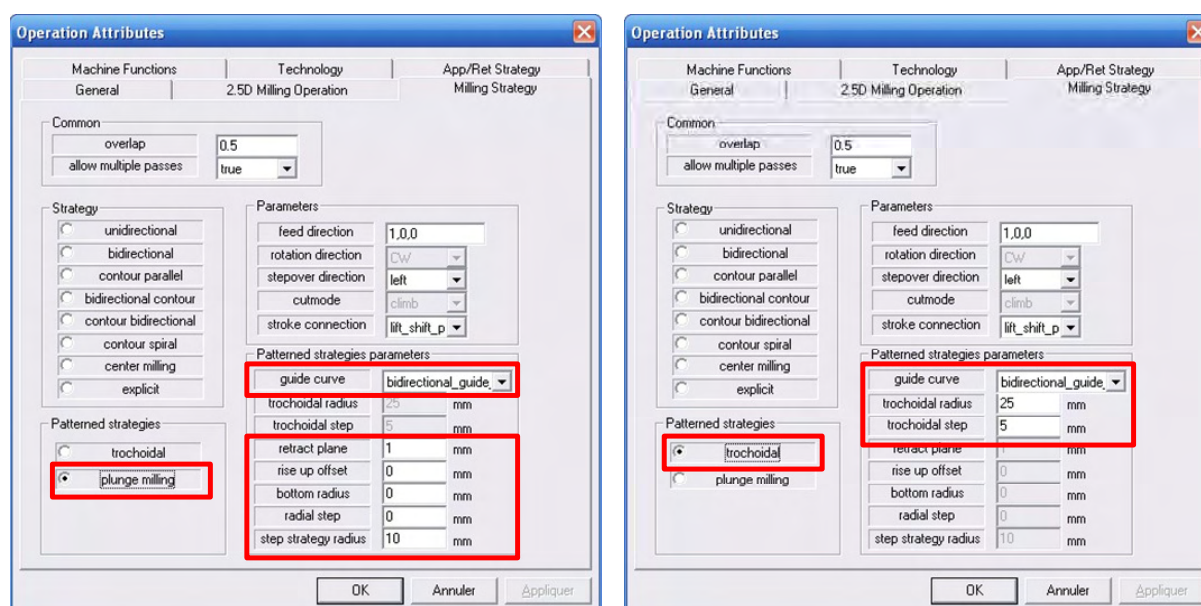 Operation Attributes
Machine Functions Technology App/Ret Strategy
General 2.5D Milling Operation Milling Strategy
Common
overlap 0.5
allow multiple passes true
Strategy
unidirectional
bidirectional
contour parallel
bidirectional contour
contour bidirectional
contour spiral
center milling
explicit
Parameters
feed direction 1,0,0
rotation direction CW
stepover direction left
cutmode climb
stroke connection lift_shift_p
Patterned strategies parameters
guide curve bidirectional_guide_
trochoidal radius 25 mm
trochoidal step 5 mm
retract plane 1 mm
rise up offset 0 mm
bottom radius 0 mm
radial step 0 mm
step strategy radius 10 mm
Patterned strategies
trochoidal
plunge milling
OK Annuler Appliquer
Operation Attributes
Machine Functions Technology App/Ret Strategy
General 2.5D Milling Operation Milling Strategy
Common
overlap 0.5
allow multiple passes true
Strategy
unidirectional
bidirectional
contour parallel
bidirectional contour
contour bidirectional
contour spiral
center milling
explicit
Parameters
feed direction 1,0,0
rotation direction CW
stepover direction left
cutmode climb
stroke connection lift_shift_p
Patterned strategies parameters
guide curve bidirectional_guide_
trochoidal radius 25 mm
trochoidal step 5 mm
retract plane 1 mm
rise up offset 0 mm
bottom radius 0 mm
radial step 0 mm
step strategy radius 10 mm
Patterned strategies
trochoidal
plunge milling
OK Annuler Appliquer